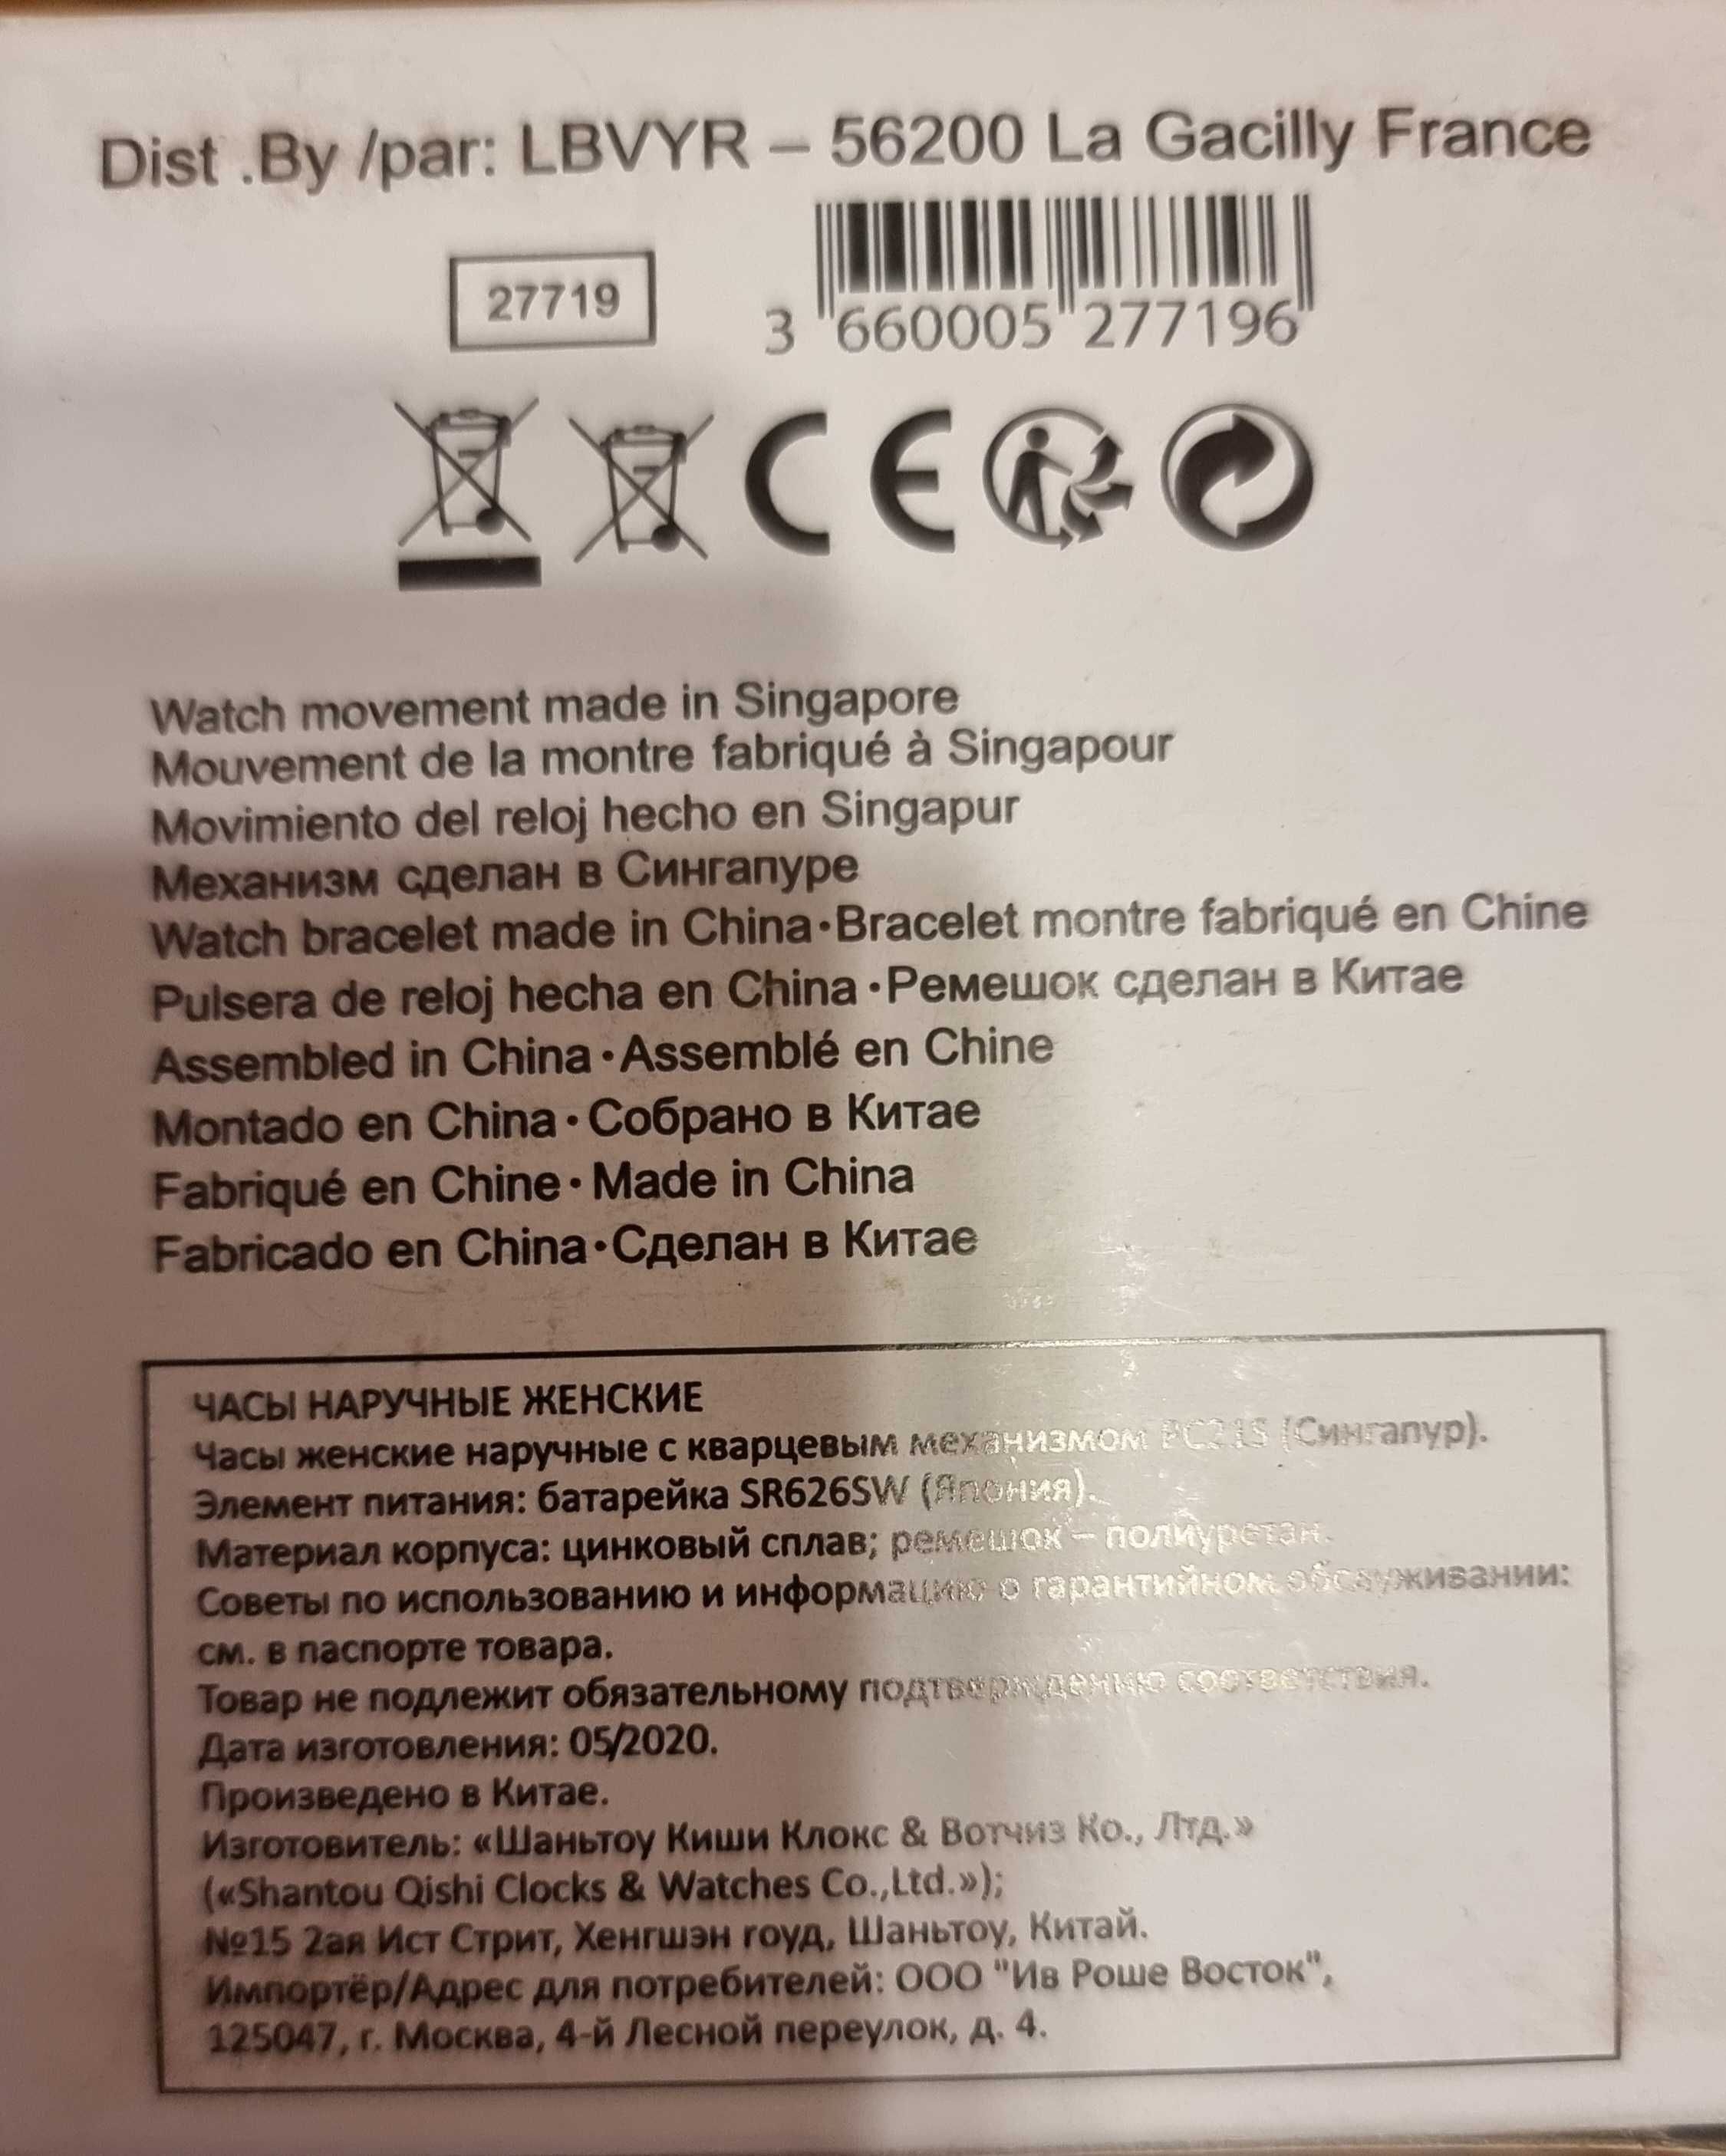 Dist .By /par: LBVYR – 56200 La Gacilly France
27719
3 660005 277196
CE
Watch movement made in Singapore
Mouvement de la montre fabriqué à Singapour
Movimiento del reloj hecho en Singapur
Механизм сделан в Сингапуре
Watch bracelet made in China•Bracelet montre fabriqué en Chine
Pulsera de reloj hecha en China•Ремешок сделан в Китае
Assembled in China•Assemblé en Chine
Montado en China•Собрано в Китае
Fabriqué en Chine•Made in China
Fabricado en China•Сделан в Китае
ЧАСЫ НАРУЧНЫЕ ЖЕНСКИЕ
Часы женские наручные с кварцевым механизмом PC21S (Сингапур).
Элемент питания: батарейка SR626SW (Япония).
Материал корпуса: цинковый сплав; ремешок – полиуретан.
Советы по использованию и информацию о гарантийном обслуживании:
см. в паспорте товара.
Товар не подлежит обязательному подтверждению соответствия.
Дата изготовления: 05/2020.
Произведено в Китае.
Изготовитель: «Шаньтоу Киши Клокс & Вотчиз Ко., Лтд.»
(«Shantou Qishi Clocks & Watches Co.,Ltd.»);
№15 2ая Ист Стрит, Хенгшэн роуд, Шаньтоу, Китай.
Импортёр/Адрес для потребителей: ООО "Ив Роше Восток",
125047, г. Москва, 4-й Лесной переулок, д. 4.